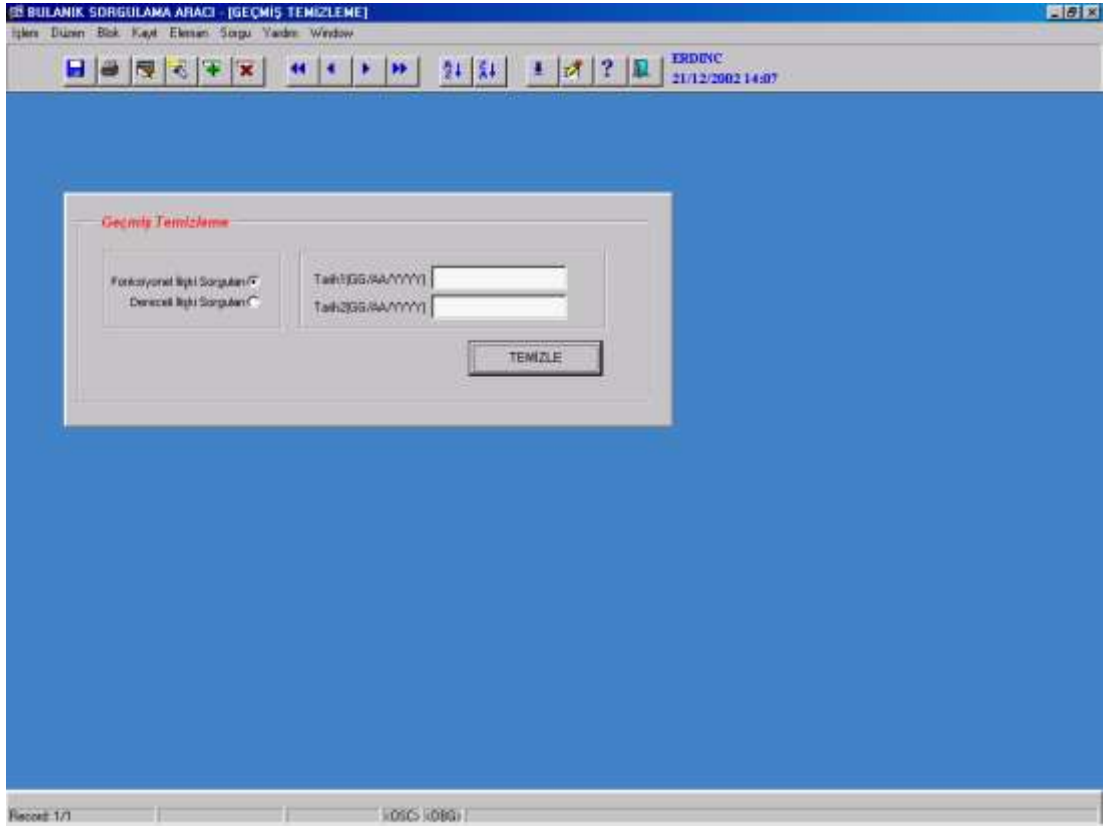 BULANIK SORGULAMA ARACI - [GEÇMİŞ TEMİZLEME]
İşlem Düzen Blok Kayıt Eleman Sorgu Yardım Window
ERDINC
21/12/2002 14:07
Geçmiş Temizleme
Fonksiyonel İlişki Sorguları
Dereceli İlişki Sorguları
Tarih1[GG/AA/YYYY]
Tarih2[GG/AA/YYYY]
TEMİZLE
Record: 1/1 <OSC> <DBG>